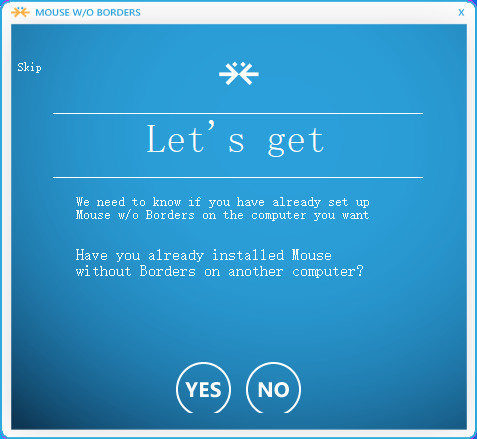 MOUSE W/O BORDERS
X
Skip
Let's get
We need to know if you have already set up
Mouse w/o Borders on the computer you want
Have you already installed Mouse
without Borders on another computer?
YES NO